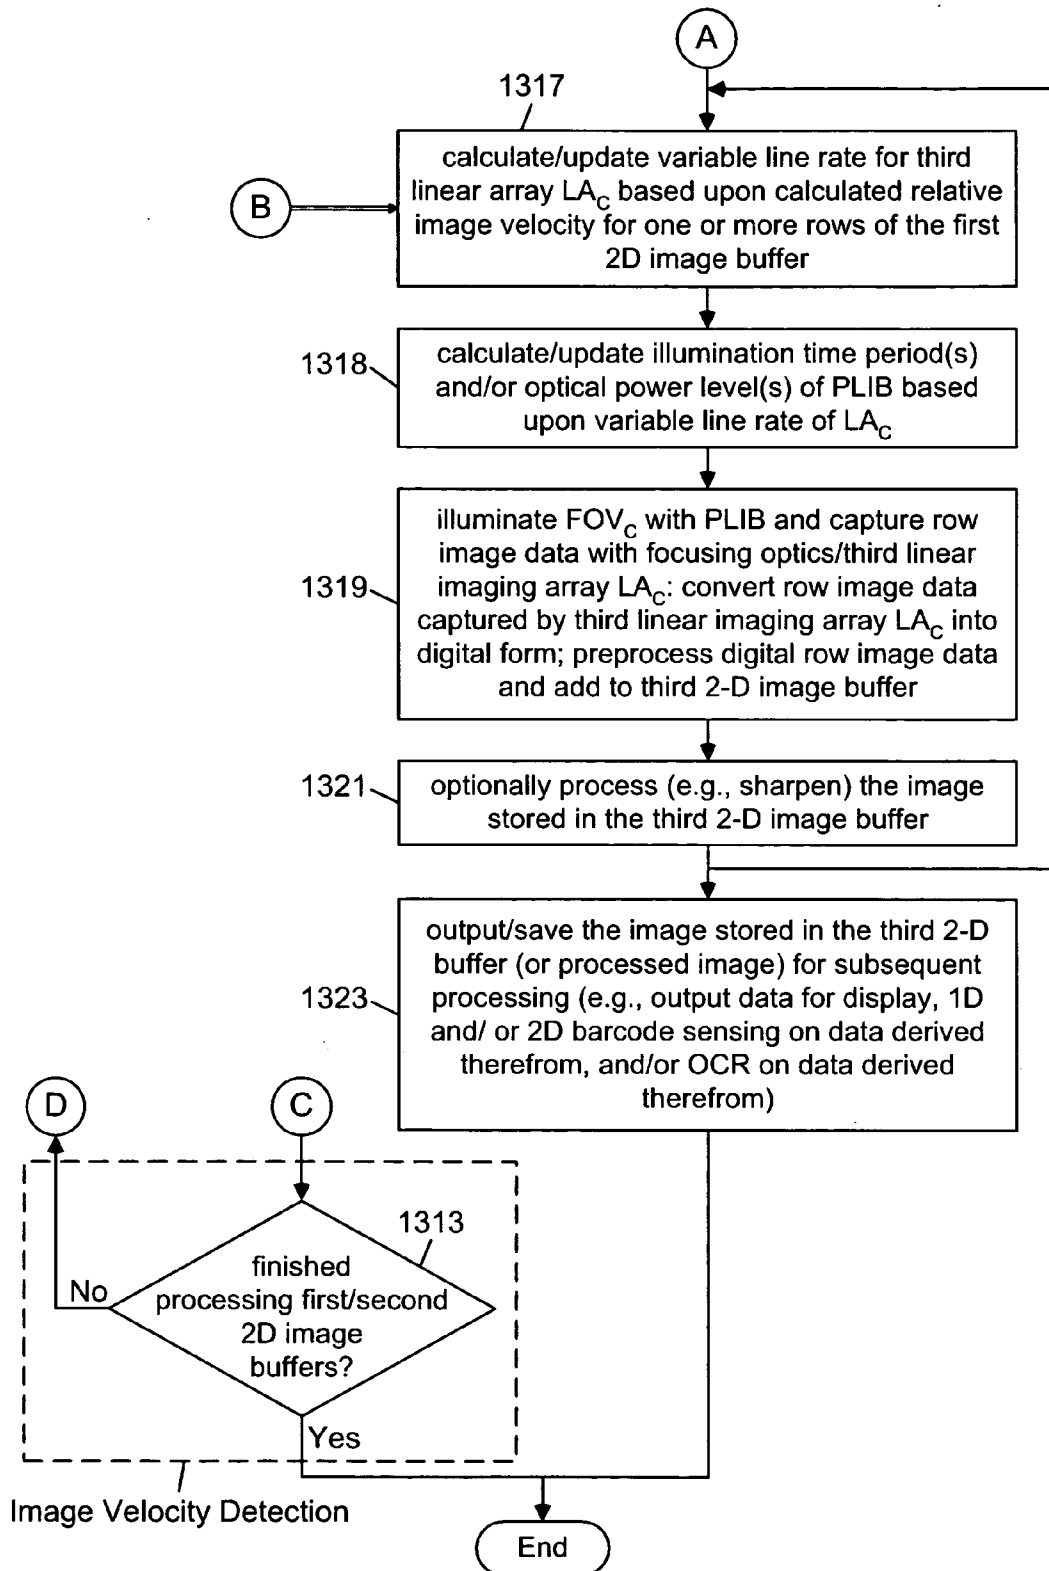 A
1317
calculate/update variable line rate for third
linear array LAC based upon calculated relative
image velocity for one or more rows of the first
2D image buffer
B
1318
calculate/update illumination time period(s)
and/or optical power level(s) of PLIB based
upon variable line rate of LAC
1319
illuminate FOVC with PLIB and capture row
image data with focusing optics/third linear
imaging array LAC: convert row image data
captured by third linear imaging array LAC into
digital form; preprocess digital row image data
and add to third 2-D image buffer
1321
optionally process (e.g., sharpen) the image
stored in the third 2-D image buffer
1323
output/save the image stored in the third 2-D
buffer (or processed image) for subsequent
processing (e.g., output data for display, 1D
and/ or 2D barcode sensing on data derived
therefrom, and/or OCR on data derived
therefrom)
D
C
1313
finished
processing first/second
2D image
buffers?
No
Yes
Image Velocity Detection
End